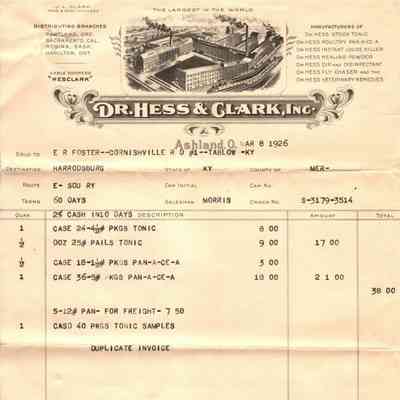 THE LARGEST IN THE WORLD
DISTRIBUTING BRANCHES
PORTLAND, ORE.
SACRAMENTO, CAL.
REGINA, SASK.
HAMILTON, ONT.
CABLE ADDRESS
"HESCLARK"
MANUFACTURERS OF
DR. HESS STOCK TONIC
DR. HESS POULTRY PAN-A-CE-A
DR. HESS INSTANT LOUSE KILLER
DR. HESS HEALING POWDER
DR. HESS DIP AND DISINFECTANT
DR. HESS FLY CHASER AND THE
DR. HESS VETERINARY REMEDIES
DR. HESS & CLARK, INC.
Ashland, O. AR 8 1926
SOLD TO E R FOSTER--CORNISHVILLE R D #1--TABLOW -KY
DESTINATION HARRODSBURG STATE OF KY COUNTY OF MER-
ROUTE E- SOU RY CAR INITIAL CAR NO.
TERMS 60 DAYS SALESMAN MORRIS S-3179-3514
QUAN. 2% CASH IN 10 DAYS DESCRIPTION AMOUNT TOTAL
1 CASE 24-4½# PKGS TONIC 8 00
½ DOZ 25# PAILS TONIC 9 00 17 00
½ CASE 18-1½# PKGS PAN-A-CE-A 3 00
1 CASE 36-5# PKGS PAN-A-CE-A 18 00 2 1 00
38 00
5-12# PAN- FOR FREIGHT- 7 50
1 CASO 40 PKGS TONIC SAMPLES
DUPLICATE INVOICE